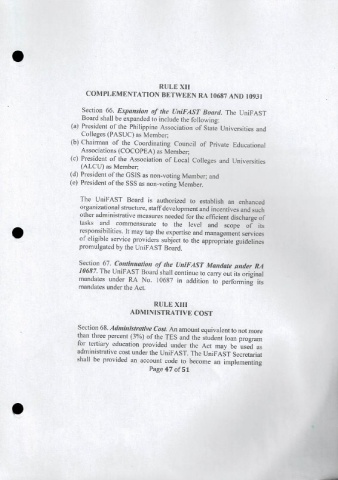 RULE XII
COMPLEMENTATION BETWEEN RA 10687 AND 10931
Section 66. Expansion of the UniFAST Board. The UniFAST
Board shall be expanded to include the following:
(a) President of the Philippine Association of State Universities and
Colleges (PASUC) as Member;
(b) Chairman of the Coordinating Council of Private Educational
Associations (COCOPEA) as Member;
(c) President of the Association of Local Colleges and Universities
(ALCU) as Member;
(d) President of the GSIS as non-voting Member; and
(e) President of the SSS as non-voting Member.
The UniFAST Board is authorized to establish an enhanced
organizational structure, staff development and incentives and such
other administrative measures needed for the efficient discharge of
tasks and commensurate to the level and scope of its
responsibilities. It may tap the expertise and management services
of eligible service providers subject to the appropriate guidelines
promulgated by the UniFAST Board.
Section 67. Continuation of the UniFAST Mandate under RA
10687. The UniFAST Board shall continue to carry out its original
mandates under RA No. 10687 in addition to performing its
mandates under the Act.
RULE XIII
ADMINISTRATIVE COST
Section 68. Administrative Cost. An amount equivalent to not more
than three percent (3%) of the TES and the student loan program
for tertiary education provided under the Act may be used as
administrative cost under the UniFAST. The UniFAST Secretariat
shall be provided an account code to become an implementing
Page 47 of 51